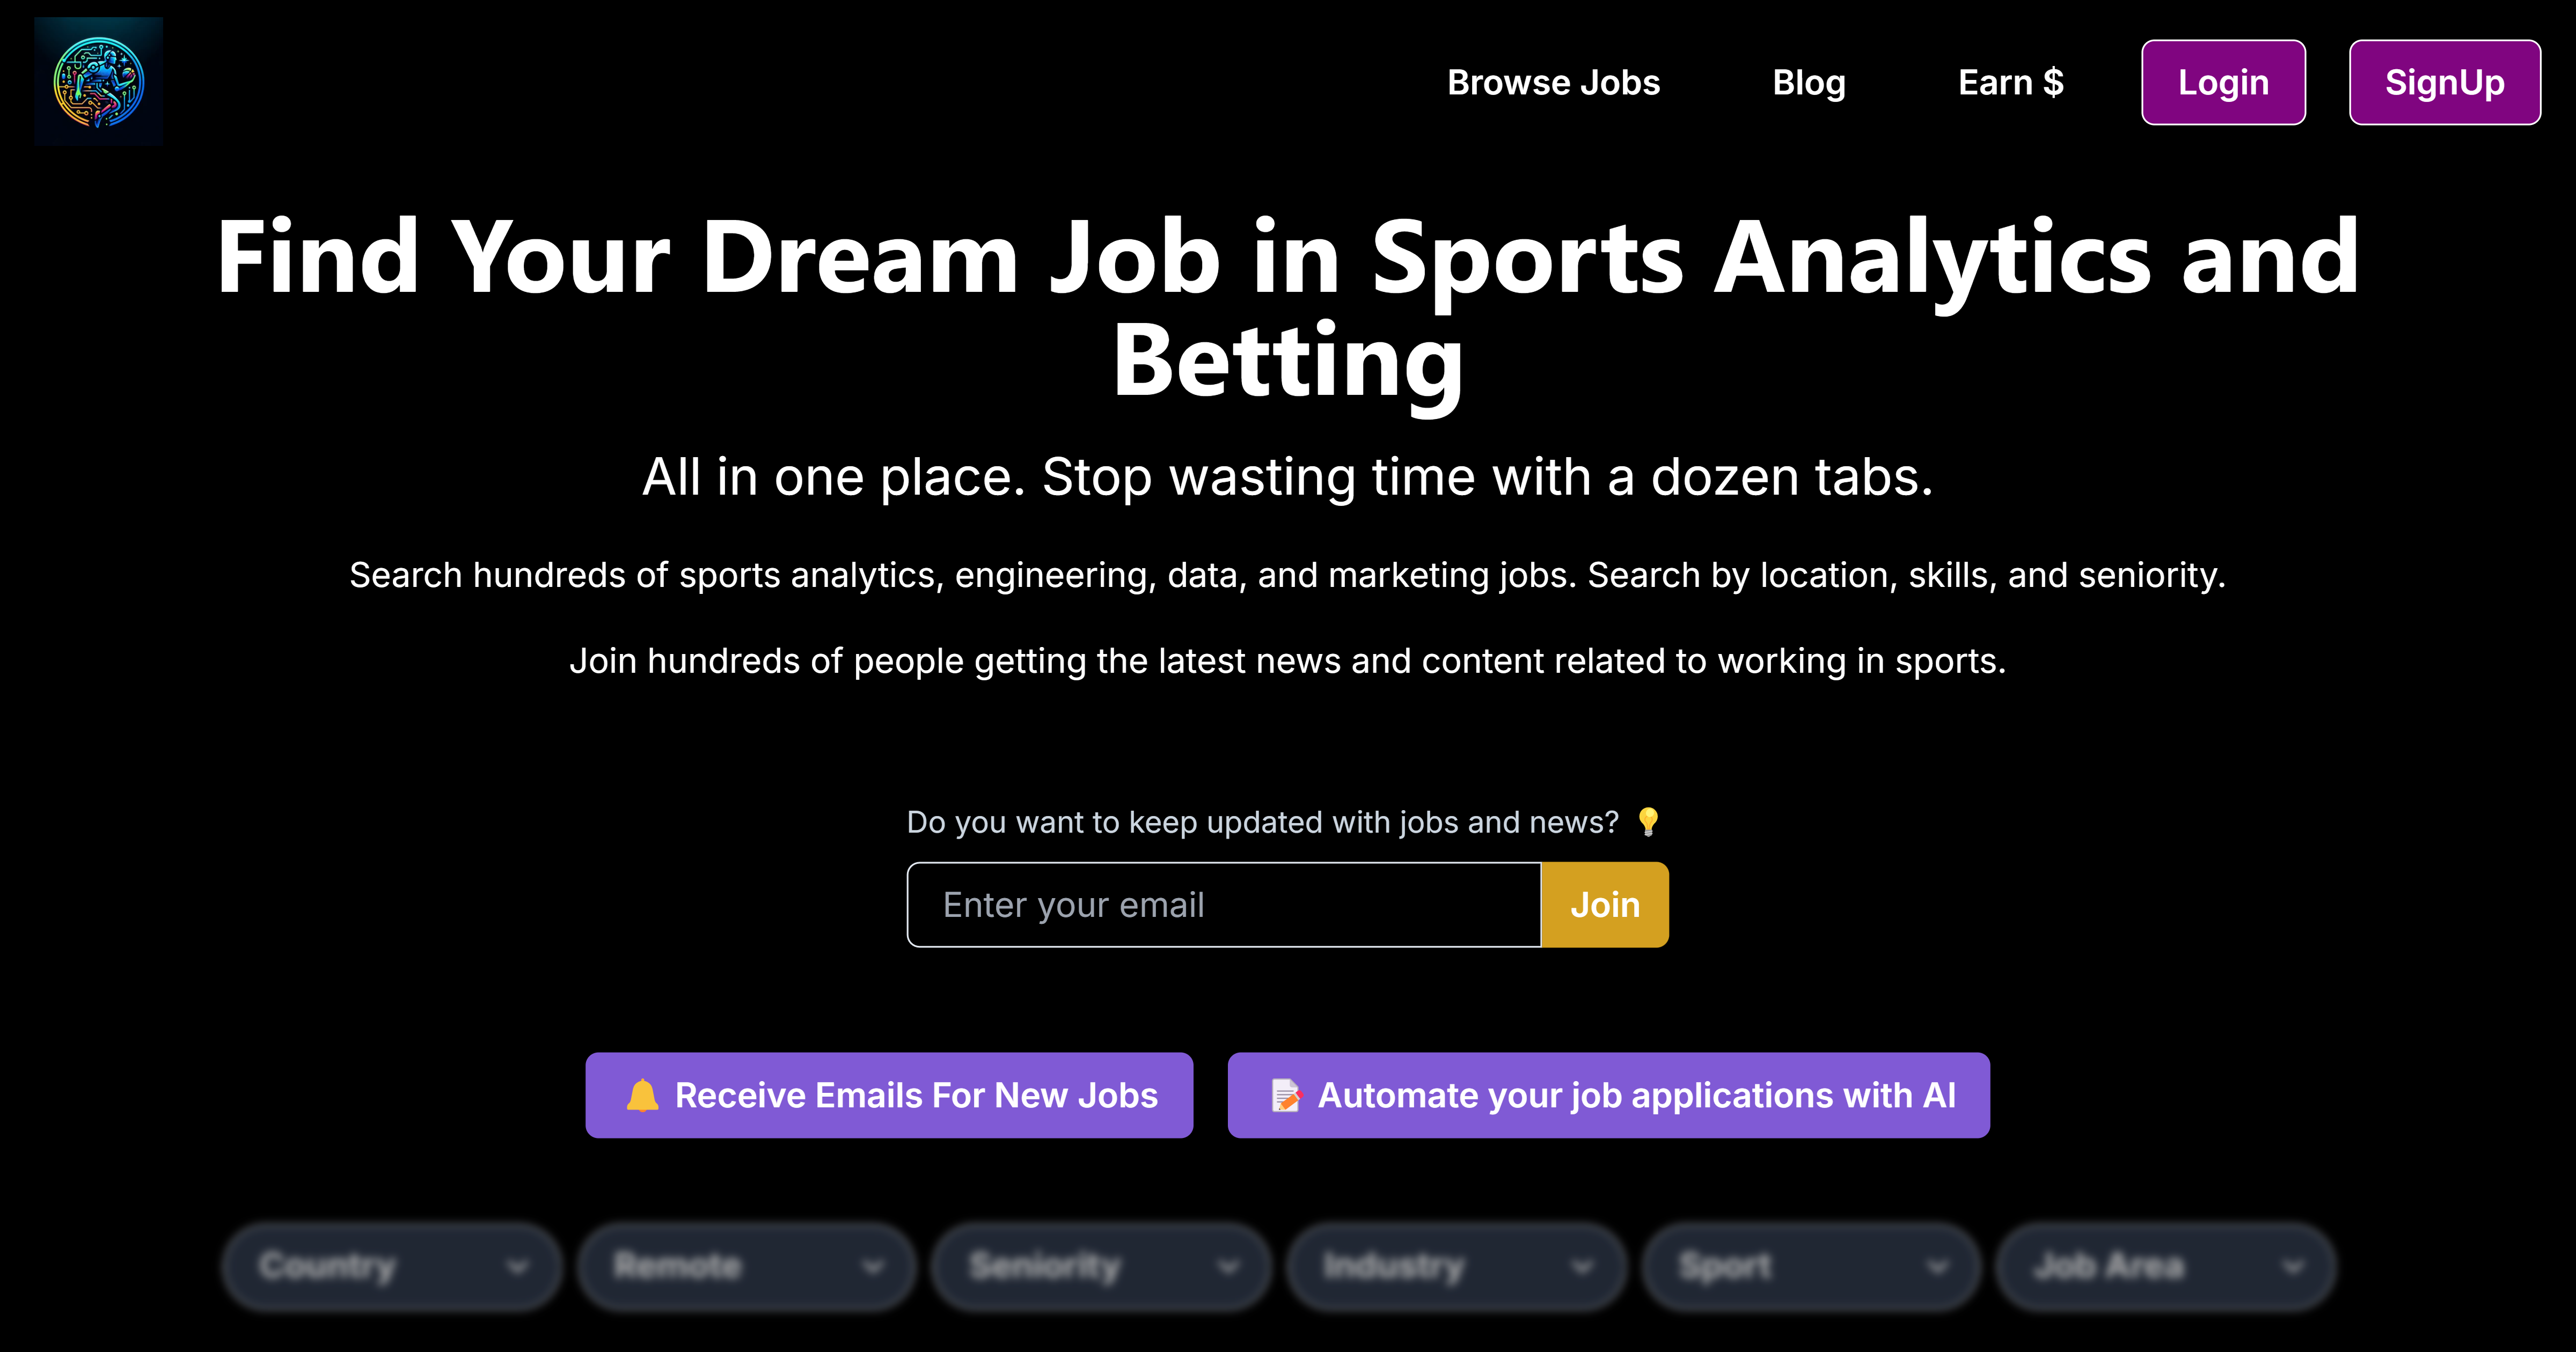 Browse Jobs
Blog
Earn $
Login
SignUp
Find Your Dream Job in Sports Analytics and
Betting
All in one place. Stop wasting time with a dozen tabs.
Search hundreds of sports analytics, engineering, data, and marketing jobs. Search by location, skills, and seniority.
Join hundreds of people getting the latest news and content related to working in sports.
Do you want to keep updated with jobs and news? 💡
Enter your email
Join
🔔 Receive Emails For New Jobs
📝 Automate your job applications with AI
Country
Remote
Seniority
Industry
Sport
Job Area